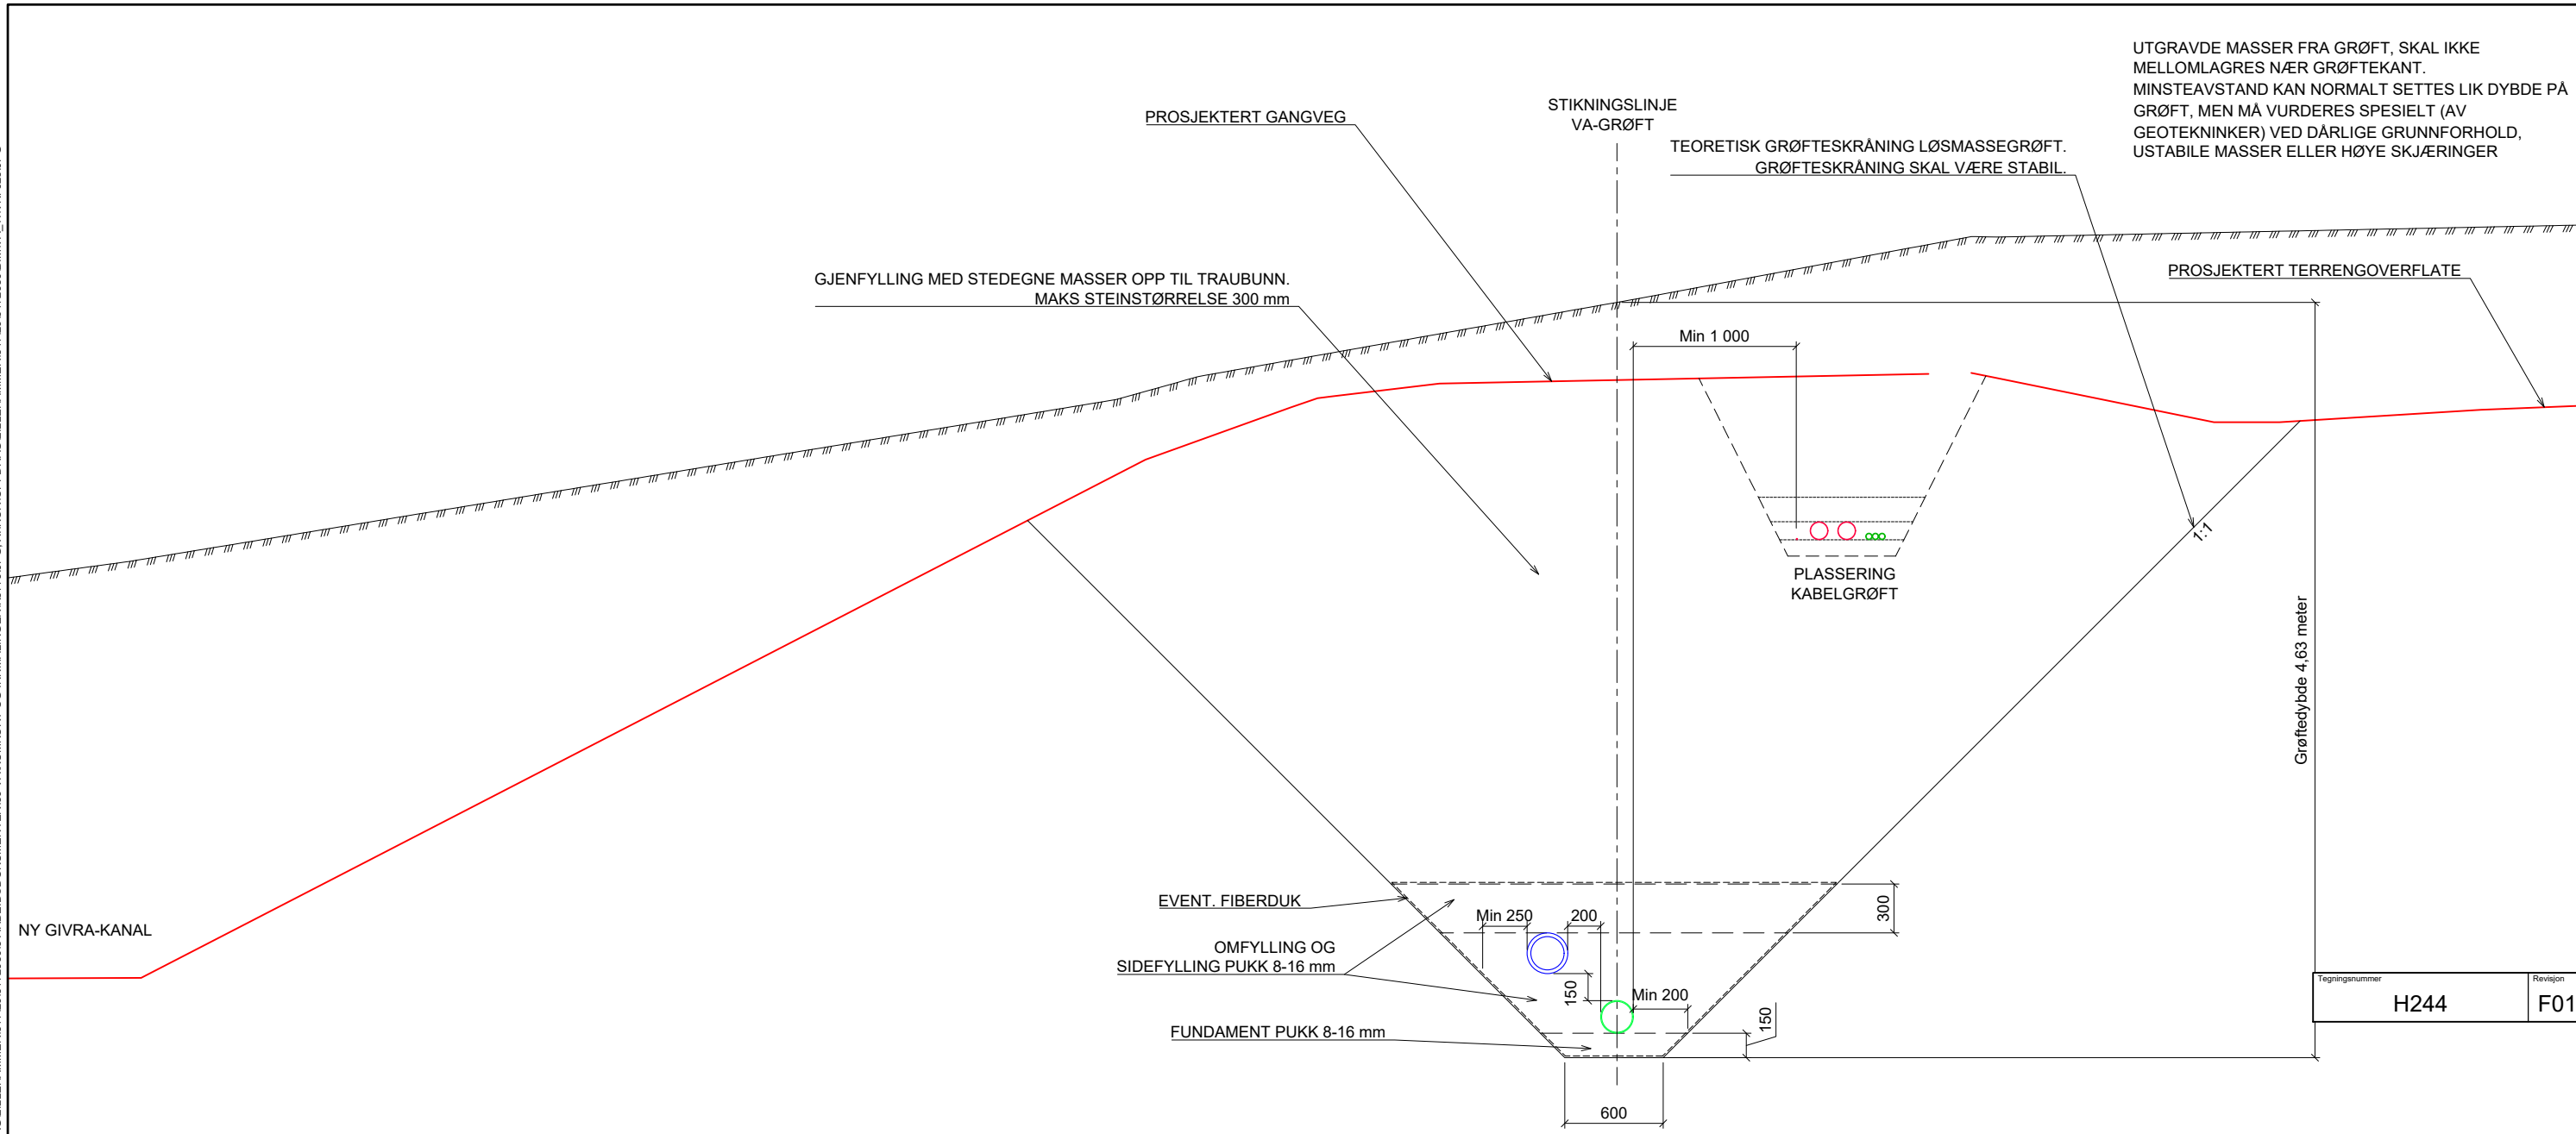 UTGRAVDE MASSER FRA GRØFT, SKAL IKKE
MELLOMLAGRES NÆR GRØFTEKANT.
MINSTEAVSTAND KAN NORMALT SETTES LIK DYBDE PÅ
GRØFT, MEN MÅ VURDERES SPESIELT (AV
GEOTEKNINKER) VED DÅRLIGE GRUNNFORHOLD,
USTABILE MASSER ELLER HØYE SKJÆRINGER
STIKNINGSLINJE
VA-GRØFT
PROSJEKTERT GANGVEG
TEORETISK GRØFTESKRÅNING LØSMASSEGRØFT.
GRØFTESKRÅNING SKAL VÆRE STABIL.
GJENFYLLING MED STEDEGNE MASSER OPP TIL TRAUBUNN.
MAKS STEINSTØRRELSE 300 mm
PROSJEKTERT TERRENGOVERFLATE
Min 1 000
1:1
PLASSERING
KABELGRØFT
Grøftedybde 4,63 meter
EVENT. FIBERDUK
300
Min 250
200
NY GIVRA-KANAL
OMFYLLING OG
SIDEFYLLING PUKK 8-16 mm
150
Min 200
150
FUNDAMENT PUKK 8-16 mm
600
Tegningsnummer
H244
Revisjon
F01